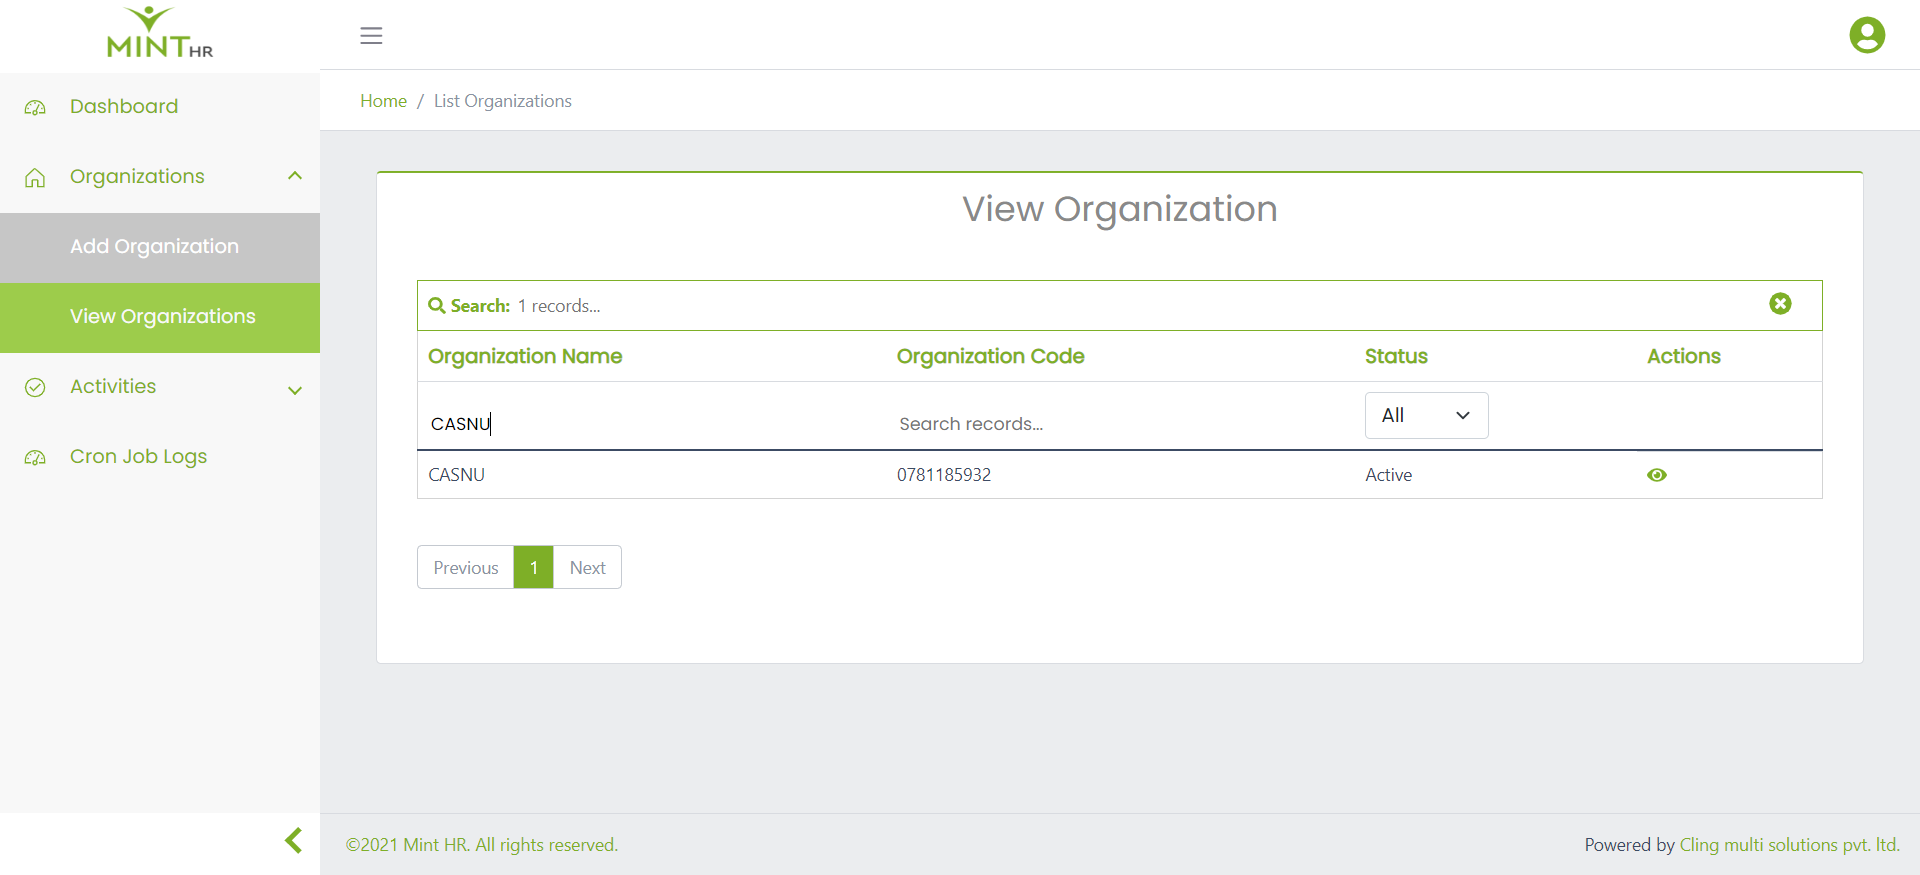 MINT HR
Dashboard
Organizations
Add Organization
View Organizations
Activities
Cron Job Logs
Home / List Organizations
View Organization
Search: 1 records...
Organization Name Organization Code Status Actions
CASNU Search records... All
CASNU 0781185932 Active
Previous 1 Next
©2021 Mint HR. All rights reserved. Powered by Cling multi solutions pvt. ltd.